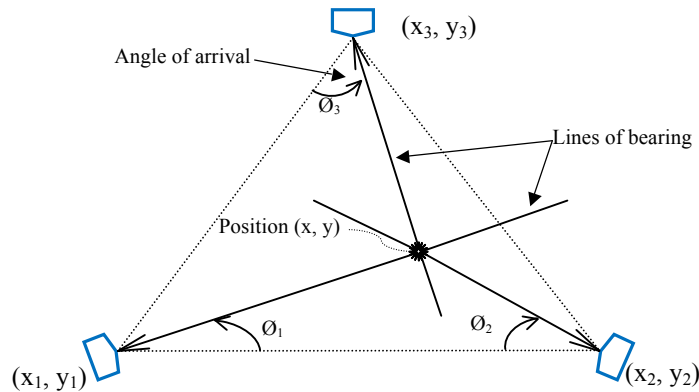 (x3, y3)
Angle of arrival
Ø3
Lines of bearing
Position (x, y)
Ø1
Ø2
(x1, y1)
(x2, y2)